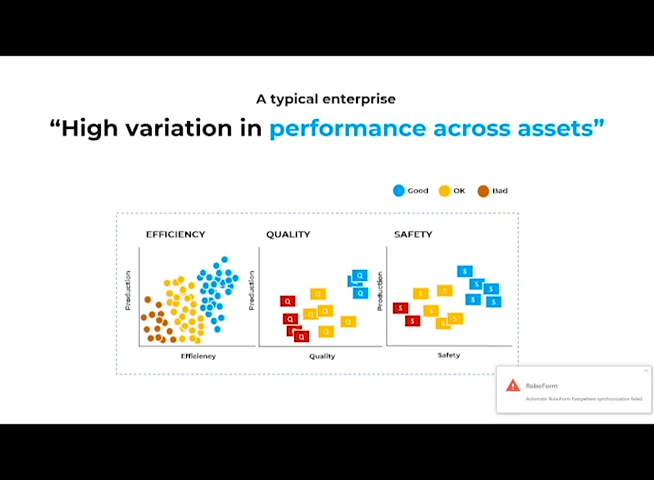 A typical enterprise
“High variation in performance across assets”
Good OK Bad
EFFICIENCY QUALITY SAFETY
Production Production Production
Q
Q
Q
Q
Q
Q
Q
Q
Q
Q
S
S
S
S
S
S
S
S
S
S
S
Efficiency Quality Safety
RoboForm
Automatic RoboForm Everywhere synchronization failed.